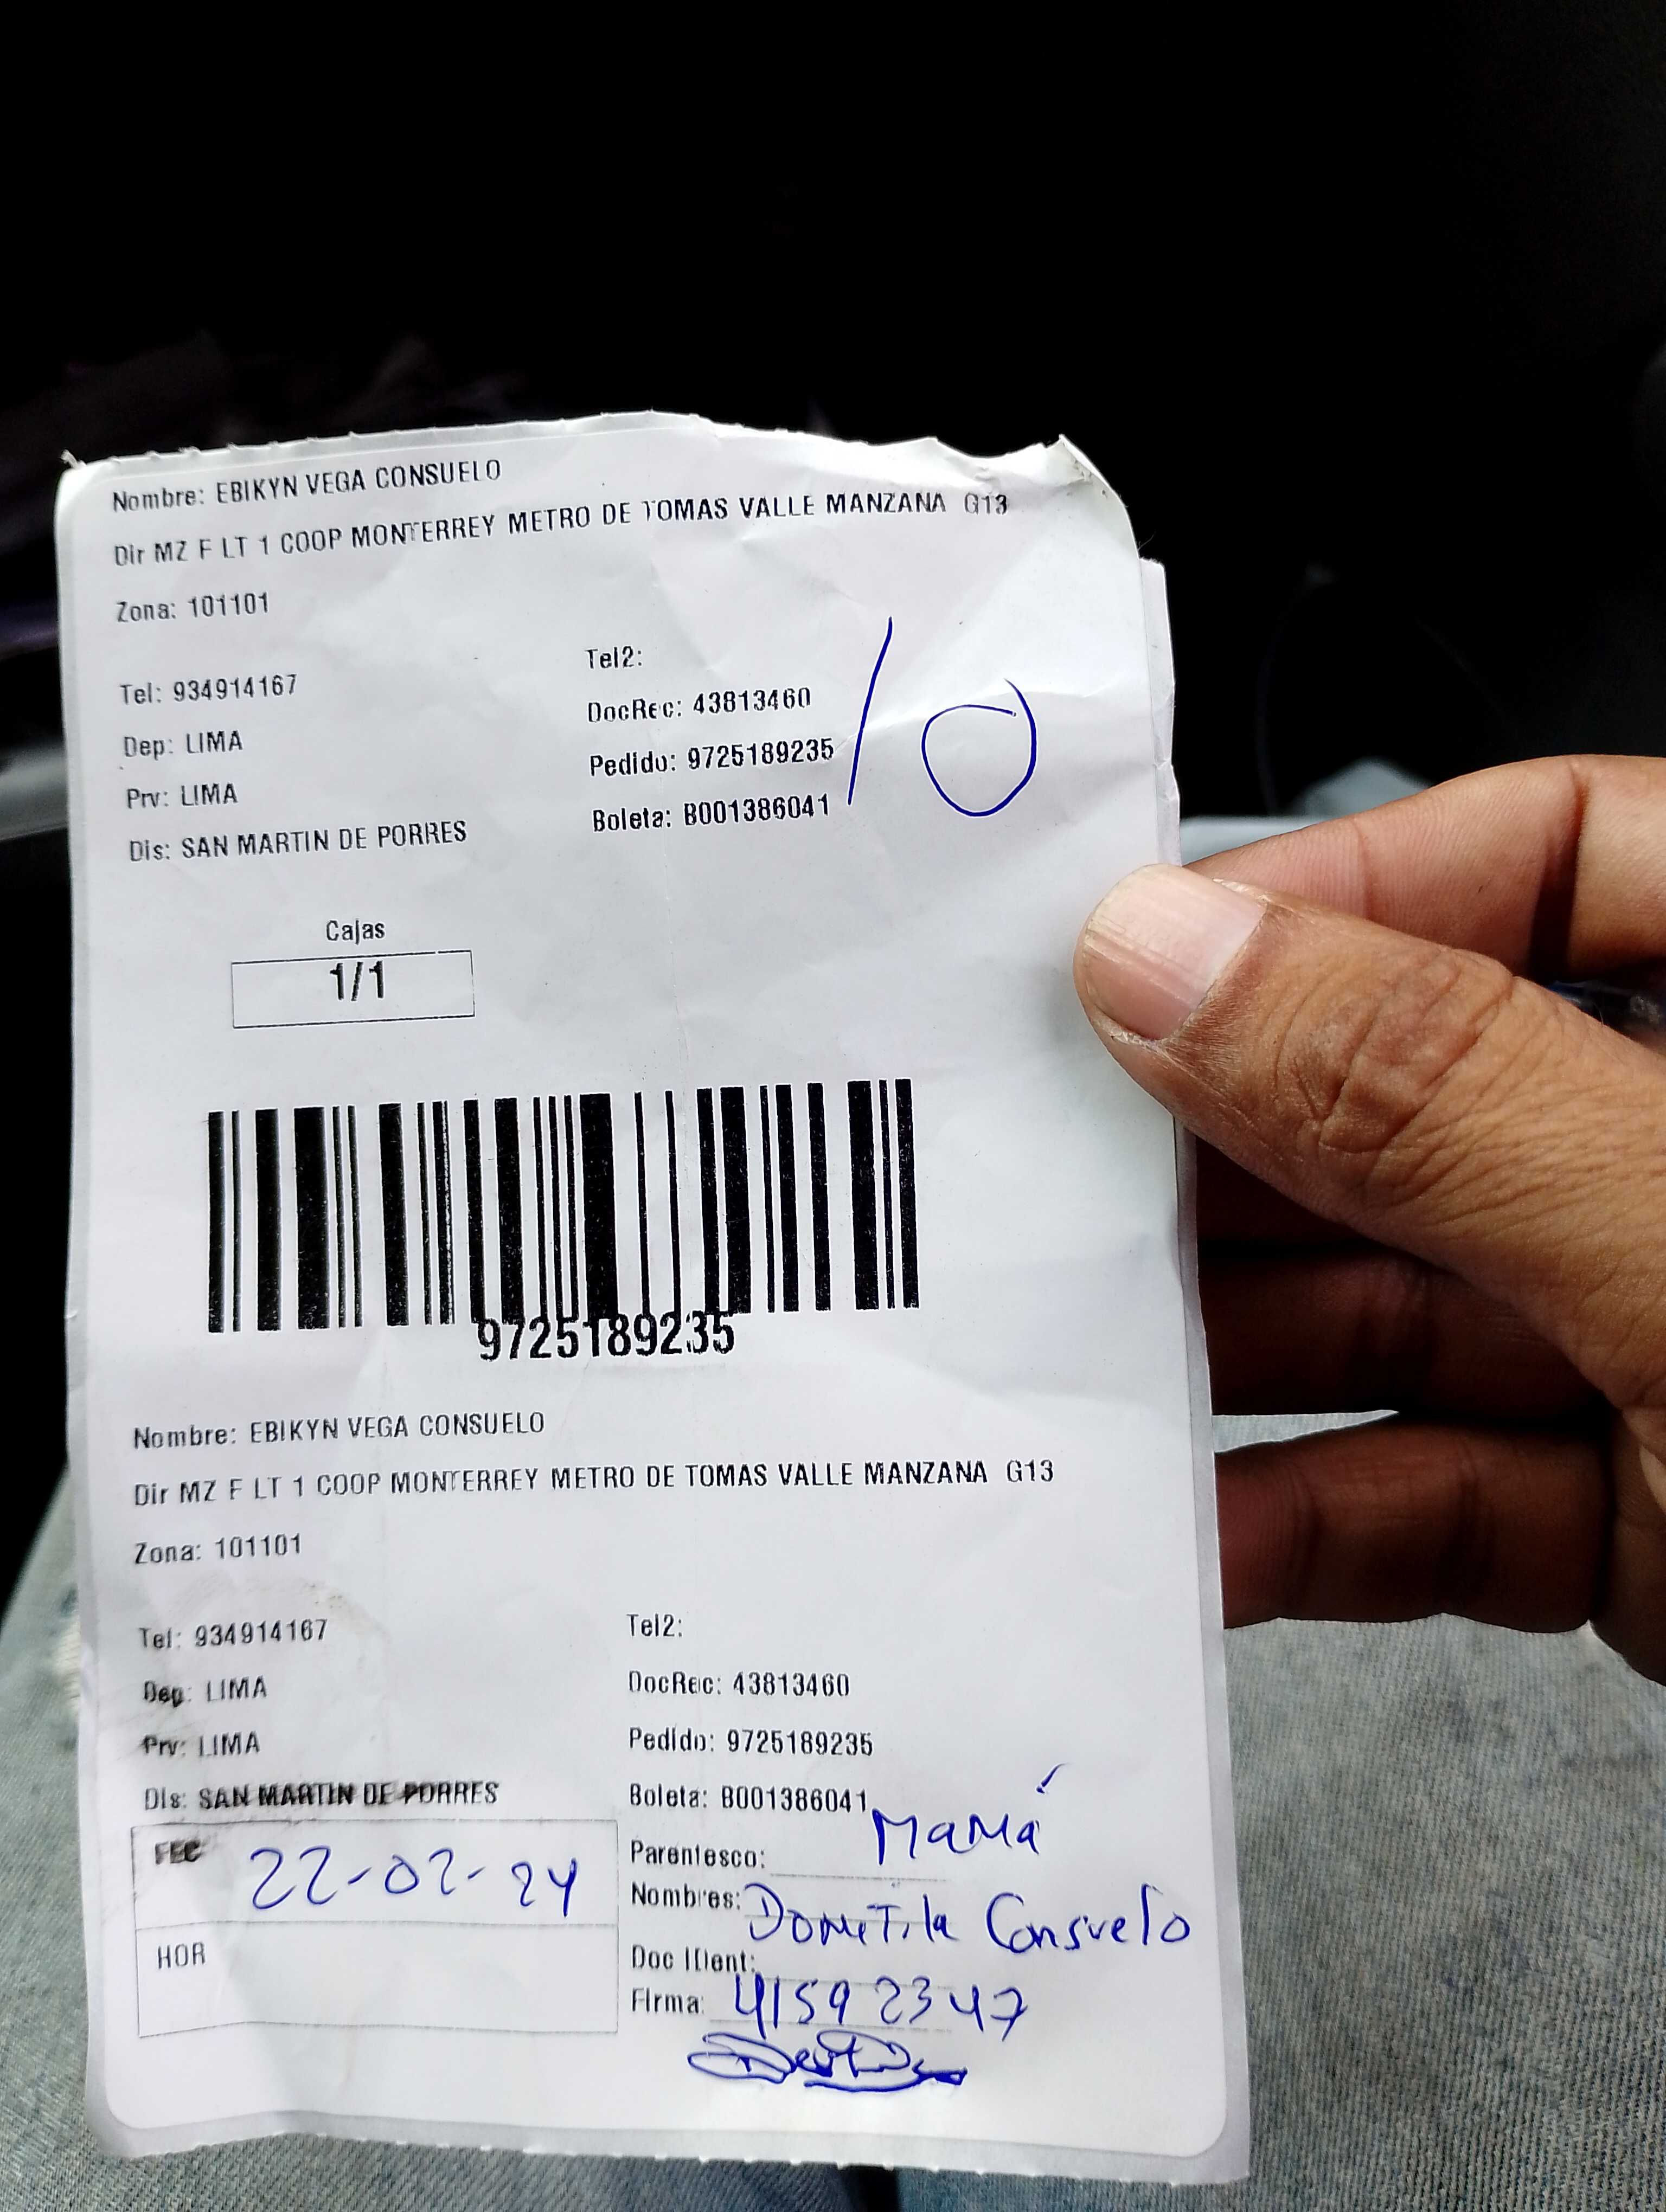 Nombre: EBIKYN VEGA CONSUELO
Dir MZ F LT 1 COOP MONTERREY METRO DE TOMAS VALLE MANZANA G13
Zona: 101101
Tel: 934914167
Dep: LIMA
Prv: LIMA
Dis: SAN MARTIN DE PORRES
Tel2:
DocRec: 43813460
Pedido: 9725189235
Boleta: B001386041
10
Cajas
1/1
9725189235
Nombre: EBIKYN VEGA CONSUELO
Dir MZ F LT 1 COOP MONTERREY METRO DE TOMAS VALLE MANZANA G13
Zona: 101101
Tel: 934914167
Dep: LIMA
Prv: LIMA
Dis: SAN MARTIN DE PORRES
Tel2:
DocRec: 43813460
Pedido: 9725189235
Boleta: B001386041
FEC 22-02-24
HOR
Parentesco: Mamá
Nombres: Domitila Consuelo
Doc Ident:
Firma: 41592347